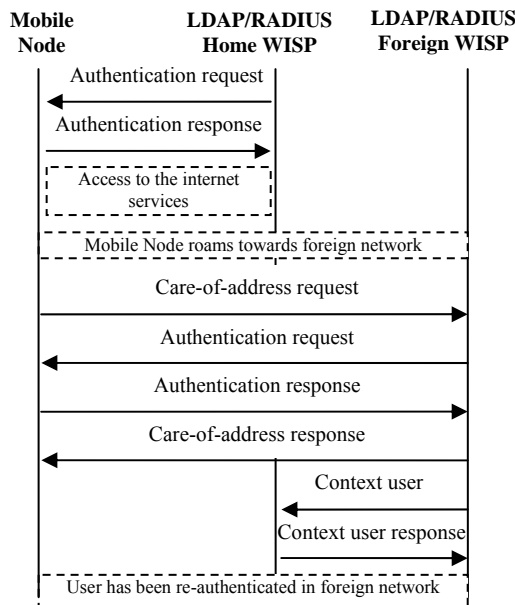 Mobile
Node
LDAP/RADIUS
Home WISP
LDAP/RADIUS
Foreign WISP
Authentication request
Authentication response
Access to the internet
services
Mobile Node roams towards foreign network
Care-of-address request
Authentication request
Authentication response
Care-of-address response
Context user
Context user response
User has been re-authenticated in foreign network